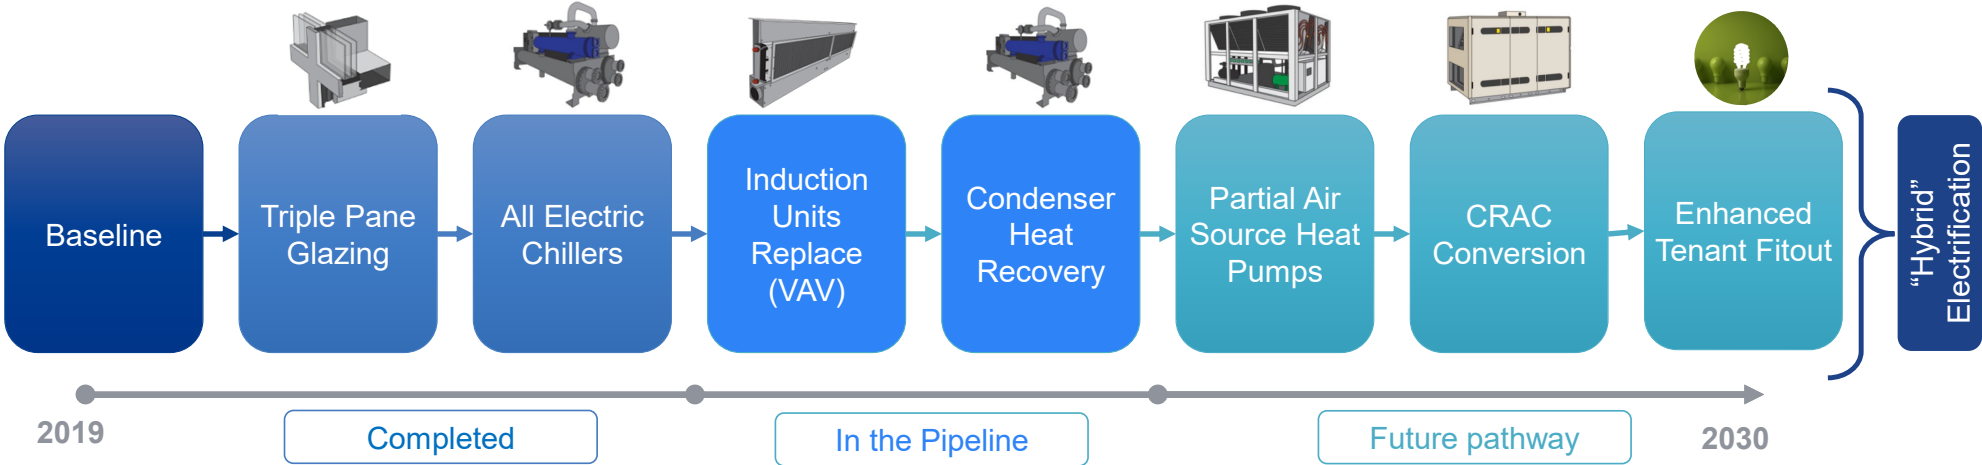 Baseline
Triple Pane
Glazing
All Electric
Chillers
Induction
Units
Replace
(VAV)
Condenser
Heat
Recovery
Partial Air
Source Heat
Pumps
CRAC
Conversion
Enhanced
Tenant Fitout
“Hybrid”
Electrification
2019
Completed
In the Pipeline
Future pathway
2030